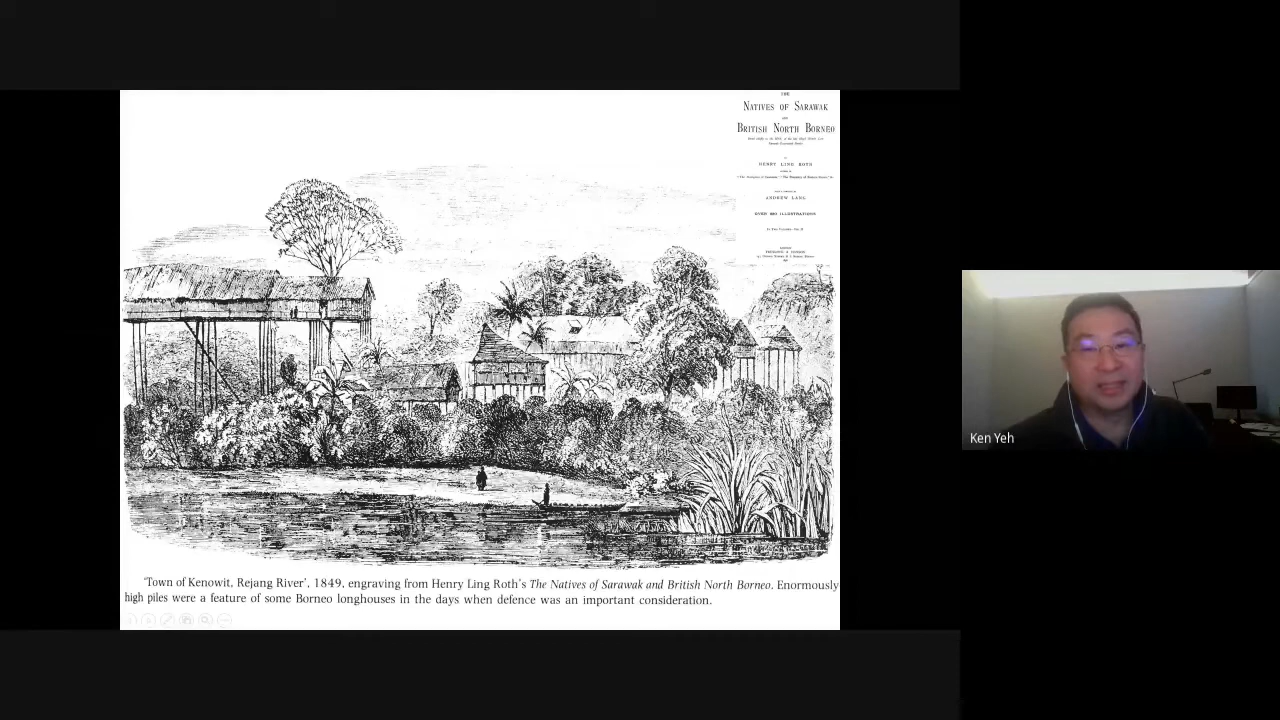 THE
NATIVES OF SARAWAK
AND
BRITISH NORTH BORNEO
BY
HENRY LING ROTH
ANDREW LANG
OVER 550 ILLUSTRATIONS
LONDON
'Town of Kenowit, Rejang River', 1849, engraving from Henry Ling Roth's The Natives of Sarawak and British North Borneo. Enormously
high piles were a feature of some Borneo longhouses in the days when defence was an important consideration.
Ken Yeh